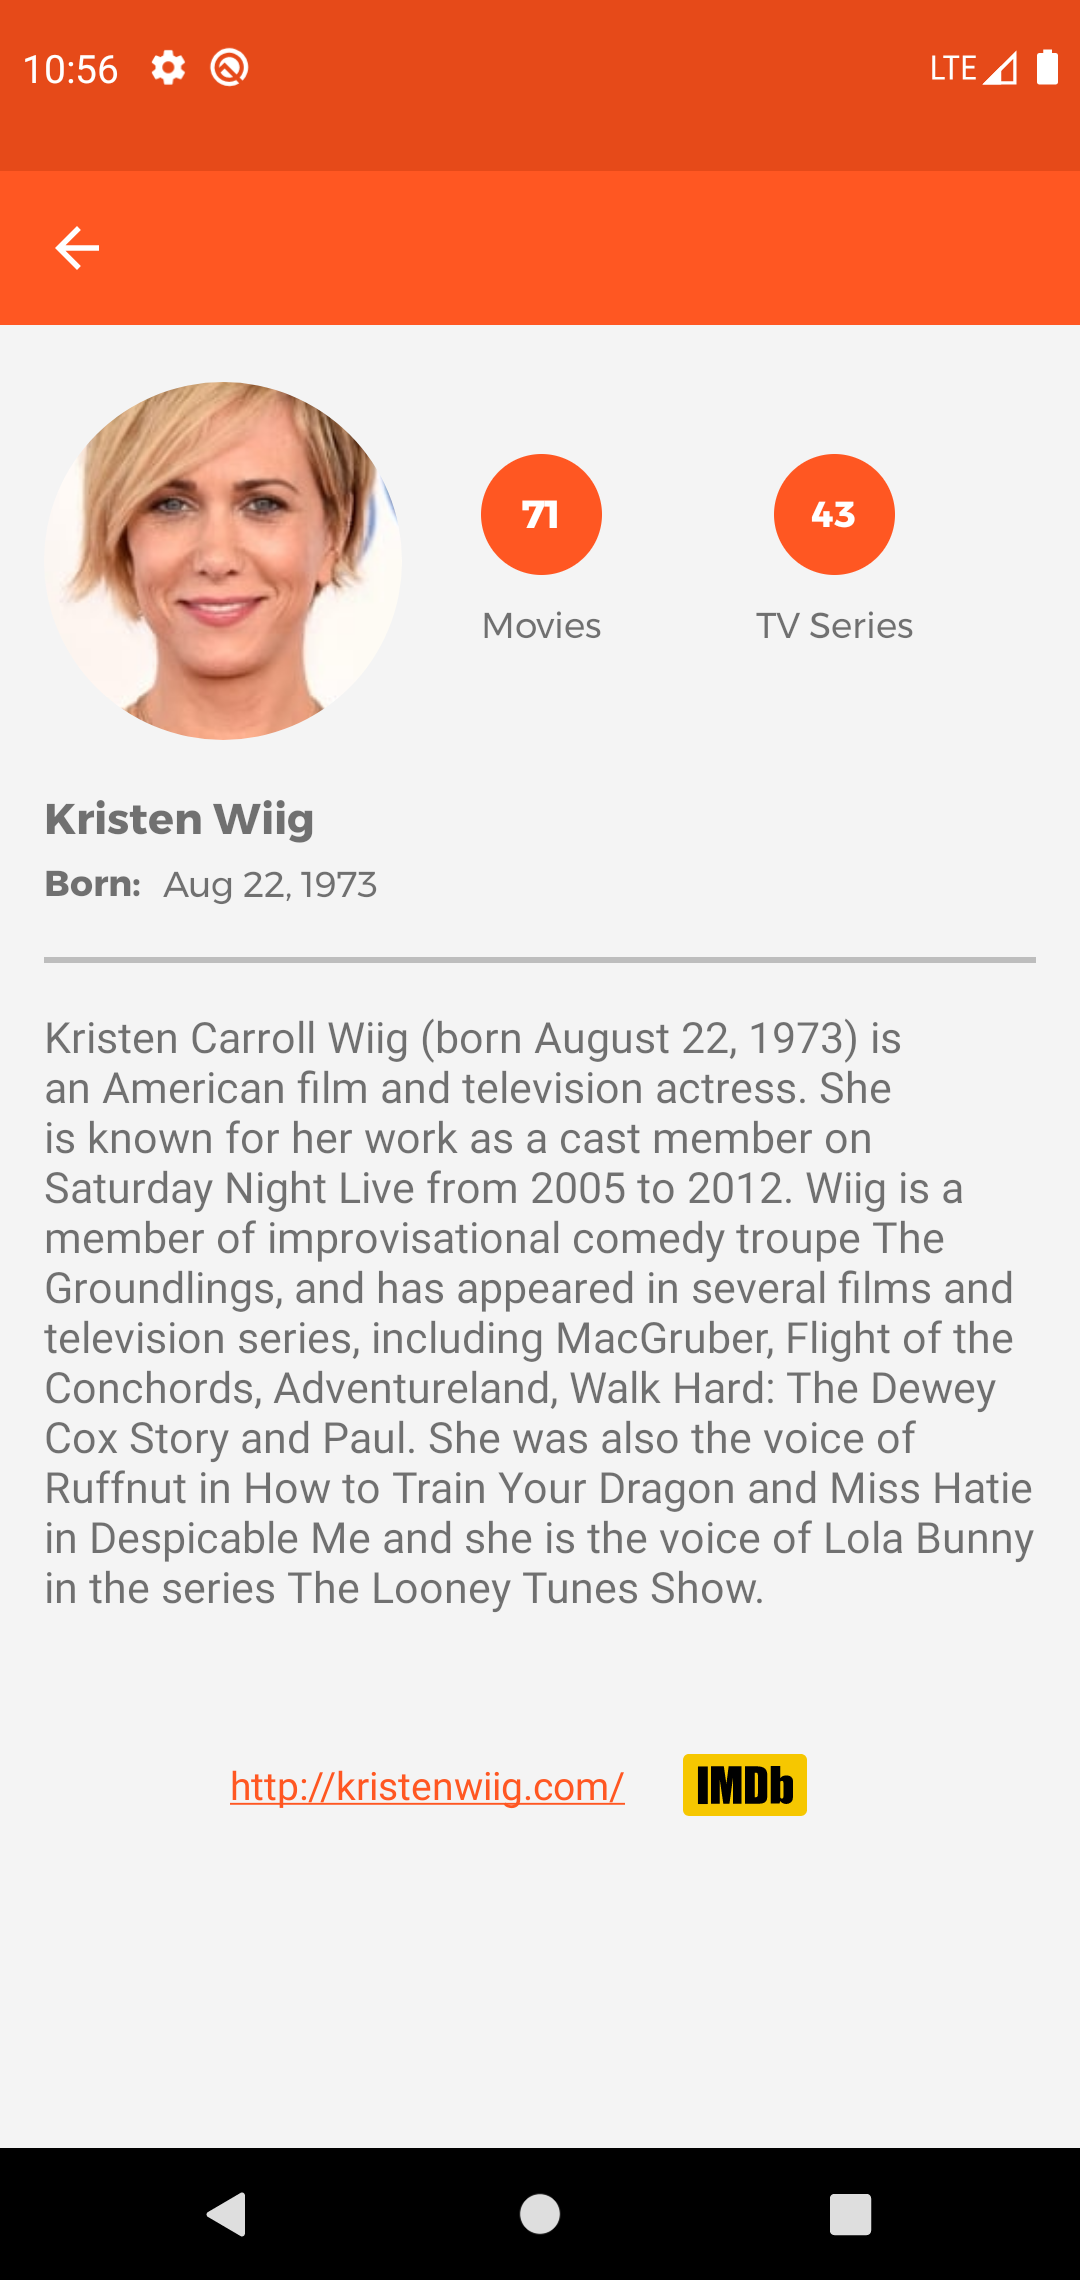 10:56
LTE
71
43
Movies
TV Series
Kristen Wiig
Born: Aug 22, 1973
Kristen Carroll Wiig (born August 22, 1973) is
an American film and television actress. She
is known for her work as a cast member on
Saturday Night Live from 2005 to 2012. Wiig is a
member of improvisational comedy troupe The
Groundlings, and has appeared in several films and
television series, including MacGruber, Flight of the
Conchords, Adventureland, Walk Hard: The Dewey
Cox Story and Paul. She was also the voice of
Ruffnut in How to Train Your Dragon and Miss Hatie
in Despicable Me and she is the voice of Lola Bunny
in the series The Looney Tunes Show.
http://kristenwiig.com/
IMDb